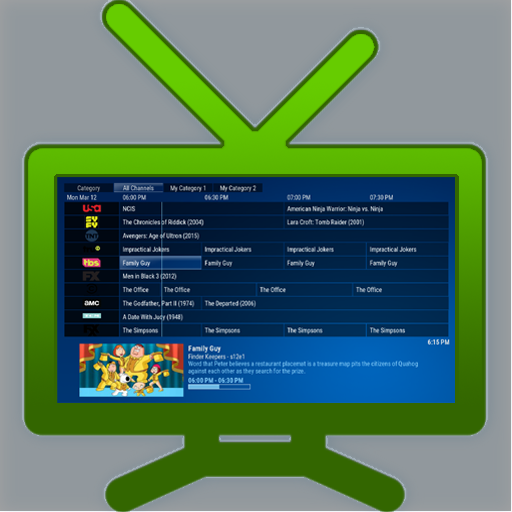 Category All Channels My Category 1 My Category 2
Mon Mar 12 06:00 PM 06:30 PM 07:00 PM 07:30 PM
USA NCIS American Ninja Warrior: Ninja vs. Ninja
SYFY The Chronicles of Riddick (2004) Lara Croft: Tomb Raider (2001)
TNT Avengers: Age of Ultron (2015)
Impractical Jokers Impractical Jokers Impractical Jokers Impractical Jokers
tbs Family Guy Family Guy Family Guy Family Guy
FX Men in Black 3 (2012)
The Office The Office The Office The Office
AMC The Godfather, Part II (1974) The Departed (2006)
A Date With Judy (1948)
FX The Simpsons The Simpsons The Simpsons The Simpsons
6:15 PM
Family Guy
Finder Keepers - s12e1
Word that Peter believes a restaurant placemat is a treasure map pits the citizens of Quahog
against each other as they search for the prize.
06:00 PM - 06:30 PM